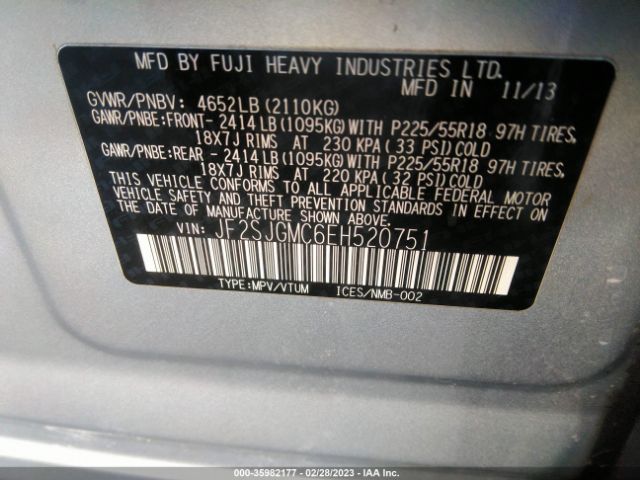 MFD BY FUJI HEAVY INDUSTRIES LTD.
MFD IN 11/13
GVWR/PNBV: 4652LB(2110KG)
GAWR/PNBE:FRONT- 2414LB(1095KG)WITH P225/55R18 97H TIRES,
18X7J RIMS AT 230 KPA(33 PSI)COLD
GAWR/PNBE:REAR - 2414LB(1095KG)WITH P225/55R18 97H TIRES,
18X7J RIMS AT 220 KPA(32 PSI)COLD
THIS VEHICLE CONFORMS TO ALL APPLICABLE FEDERAL MOTOR
VEHICLE SAFETY AND THEFT PREVENTION STANDARDS IN EFFECT ON
THE DATE OF MANUFACTURE SHOWN ABOVE.
VIN: JF2SJGMC6EH520751
TYPE:MPV/VTUM ICES/NMB-002
000-35982177 - 02/28/2023 - IAA Inc.